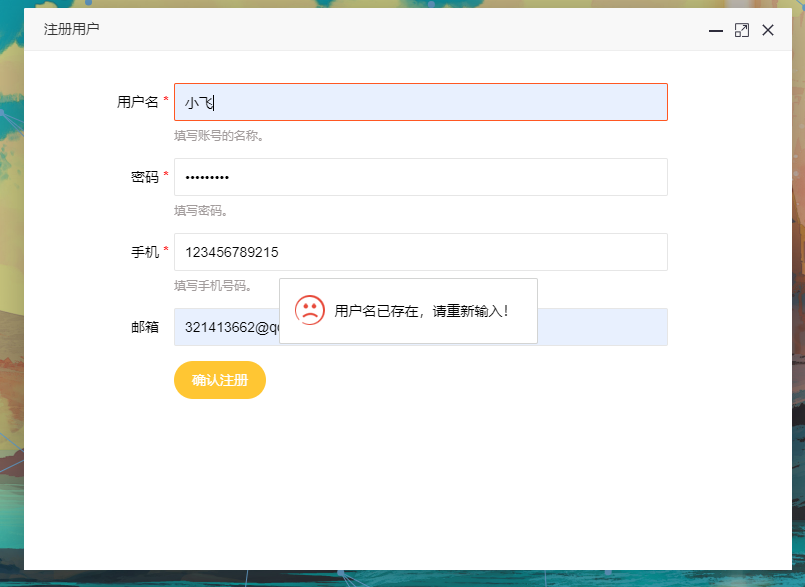 注册用户
用户名 * 小飞
填写账号的名称。
密码 * •••••••••
填写密码。
手机 * 123456789215
填写手机号码。
用户名已存在，请重新输入！
邮箱 321413662@q
确认注册